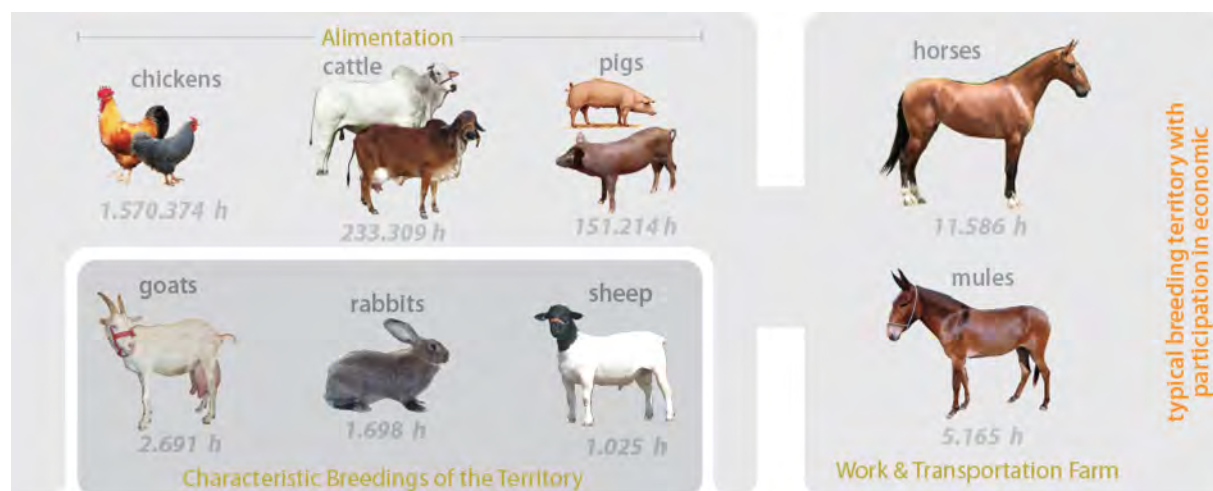 Alimentation
chickens
cattle
pigs
1.570.374 h
233.309 h
151.214 h
goats
rabbits
sheep
2.691 h
1.698 h
1.025 h
Characteristic Breedings of the Territory
horses
11.586 h
mules
5.165 h
Work & Transportation Farm
typical breeding territory with
participation in economic